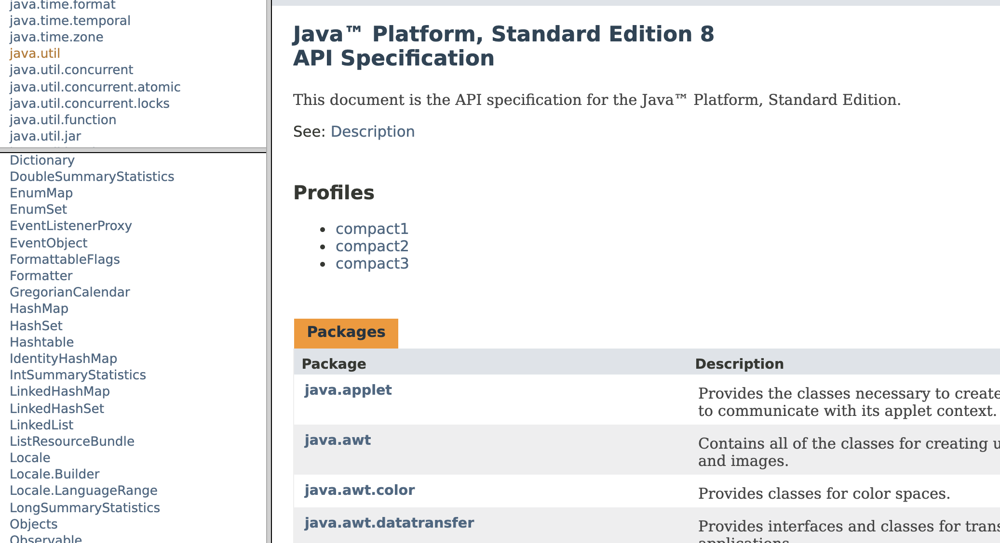 java.time.format
java.time.temporal
java.time.zone
java.util
java.util.concurrent
java.util.concurrent.atomic
java.util.concurrent.locks
java.util.function
java.util.jar
Dictionary
DoubleSummaryStatistics
EnumMap
EnumSet
EventListenerProxy
EventObject
FormattableFlags
Formatter
GregorianCalendar
HashMap
HashSet
Hashtable
IdentityHashMap
IntSummaryStatistics
LinkedHashMap
LinkedHashSet
LinkedList
ListResourceBundle
Locale
Locale.Builder
Locale.LanguageRange
LongSummaryStatistics
Objects
Observable
Java™ Platform, Standard Edition 8
API Specification
This document is the API specification for the Java™ Platform, Standard Edition.
See: Description
Profiles
• compact1
• compact2
• compact3
Packages
Package Description
java.applet Provides the classes necessary to create
to communicate with its applet context.
java.awt Contains all of the classes for creating
and images.
java.awt.color Provides classes for color spaces.
java.awt.datatransfer Provides interfaces and classes for
applications.